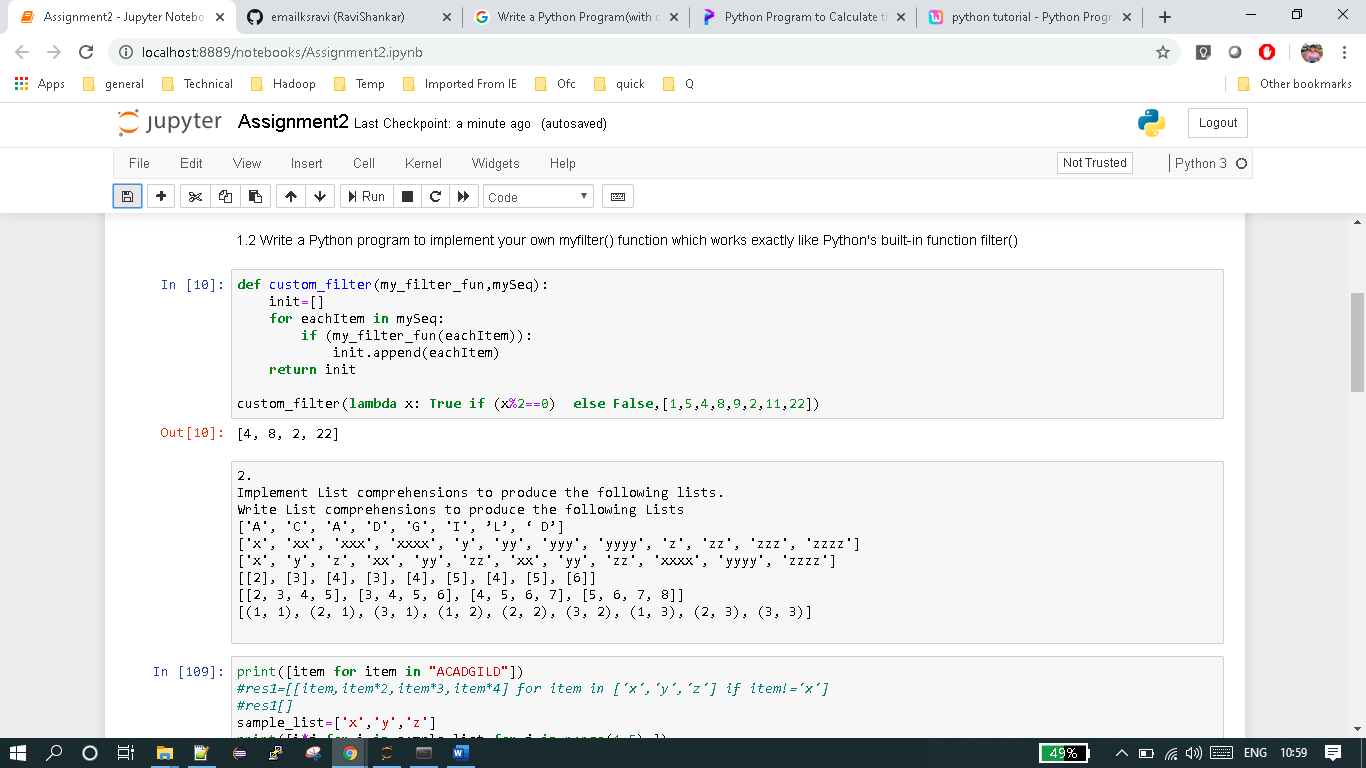 Assignment2 - Jupyter Notebo
emailksravi (RaviShankar)
Write a Python Program(with c
Python Program to Calculate th
python tutorial - Python Progr
localhost:8889/notebooks/Assignment2.ipynb
Apps general Technical Hadoop Temp Imported From IE Ofc quick Q Other bookmarks
jupyter Assignment2 Last Checkpoint: a minute ago (autosaved) Logout
File Edit View Insert Cell Kernel Widgets Help Not Trusted Python 3
Run Code
1.2 Write a Python program to implement your own myfilter() function which works exactly like Python's built-in function filter()
In [10]: def custom_filter(my_filter_fun,mySeq):
init=[]
for eachItem in mySeq:
if (my_filter_fun(eachItem)):
init.append(eachItem)
return init
custom_filter(lambda x: True if (x%2==0)  else False,[1,5,4,8,9,2,11,22])
Out[10]: [4, 8, 2, 22]
2.
Implement List comprehensions to produce the following lists.
Write List comprehensions to produce the following Lists
['A', 'C', 'A', 'D', 'G', 'I', ’L’, ‘ D’]
['x', 'xx', 'xxx', 'xxxx', 'y', 'yy', 'yyy', 'yyyy', 'z', 'zz', 'zzz', 'zzzz']
['x', 'y', 'z', 'xx', 'yy', 'zz', 'xx', 'yy', 'zz', 'xxxx', 'yyyy', 'zzzz']
[[2], [3], [4], [3], [4], [5], [4], [5], [6]]
[[2, 3, 4, 5], [3, 4, 5, 6], [4, 5, 6, 7], [5, 6, 7, 8]]
[(1, 1), (2, 1), (3, 1), (1, 2), (2, 2), (3, 2), (1, 3), (2, 3), (3, 3)]
In [109]: print([item for item in "ACADGILD"])
#res1=[[item,item*2,item*3,item*4] for item in ['x','y','z'] if item!='x']
#res1[]
sample_list=['x','y','z']
49% ENG 10:59